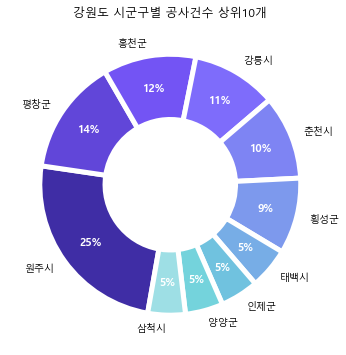 강원도 시군구별 공사건수 상위10개
홍천군
강릉시
12%
11%
평창군
춘천시
14%
10%
9%
횡성군
25%
5%
원주시
5%
태백시
5%
5%
인제군
양양군
삼척시